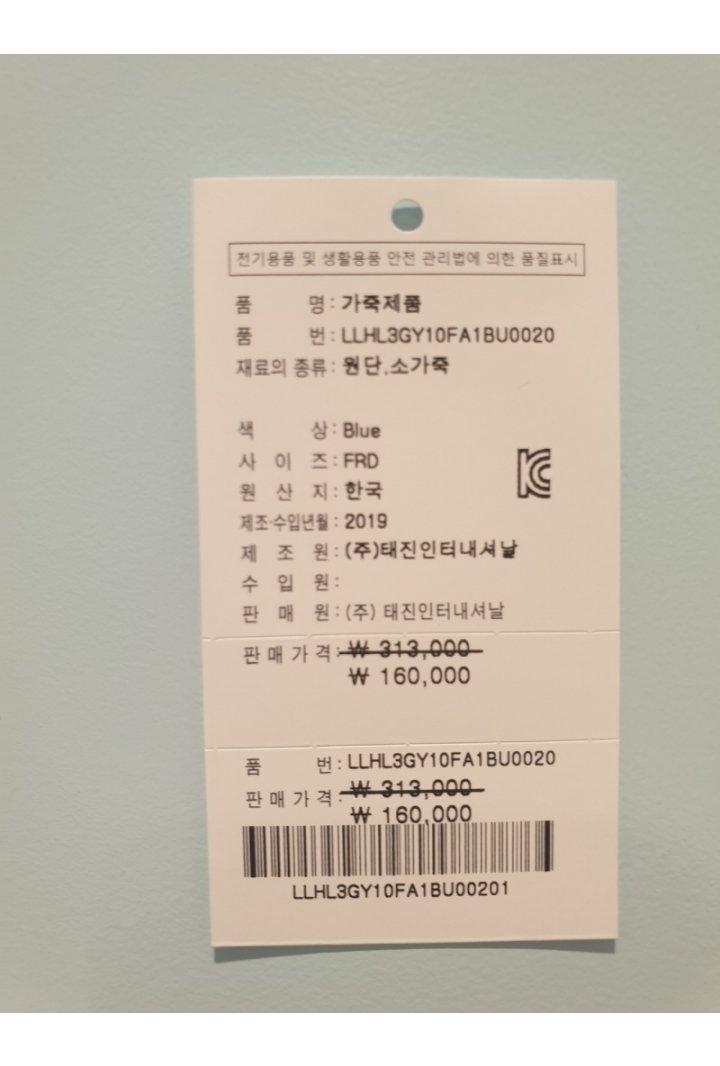 전기용품 및 생활용품 안전 관리법에 의한 품질표시
품 명 : 가죽제품
품 번 : LLHL3GY10FA1BU0020
재료의 종류 : 원단.소가죽
색 상 : Blue
사 이 즈 : FRD
원 산 지 : 한국
제조·수입년월 : 2019
제 조 원 : (주)태진인터내셔날
수 입 원 :
판 매 원 : (주) 태진인터내셔날
판 매 가 격 : ₩ 313,000
₩ 160,000
품 번 : LLHL3GY10FA1BU0020
판 매 가 격 : ₩ 313,000
₩ 160,000
LLHL3GY10FA1BU00201